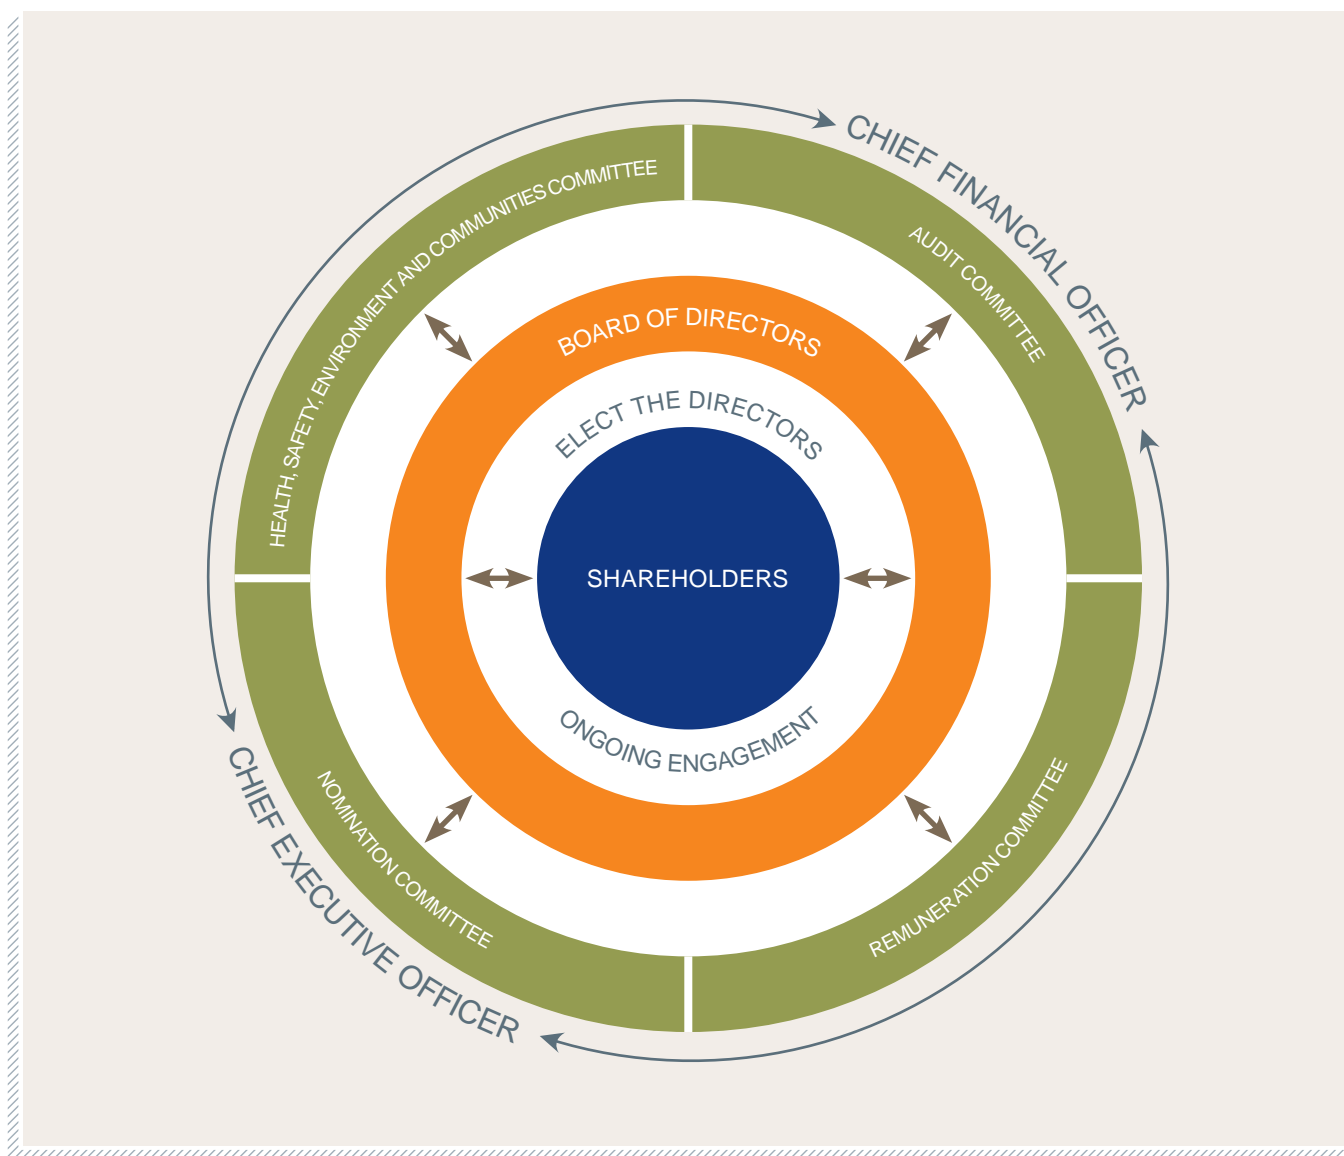 CHIEF FINANCIAL OFFICER
HEALTH, SAFETY, ENVIRONMENT AND COMMUNITIES COMMITTEE
AUDIT COMMITTEE
BOARD OF DIRECTORS
ELECT THE DIRECTORS
SHAREHOLDERS
ONGOING ENGAGEMENT
NOMINATION COMMITTEE
REMUNERATION COMMITTEE
CHIEF EXECUTIVE OFFICER